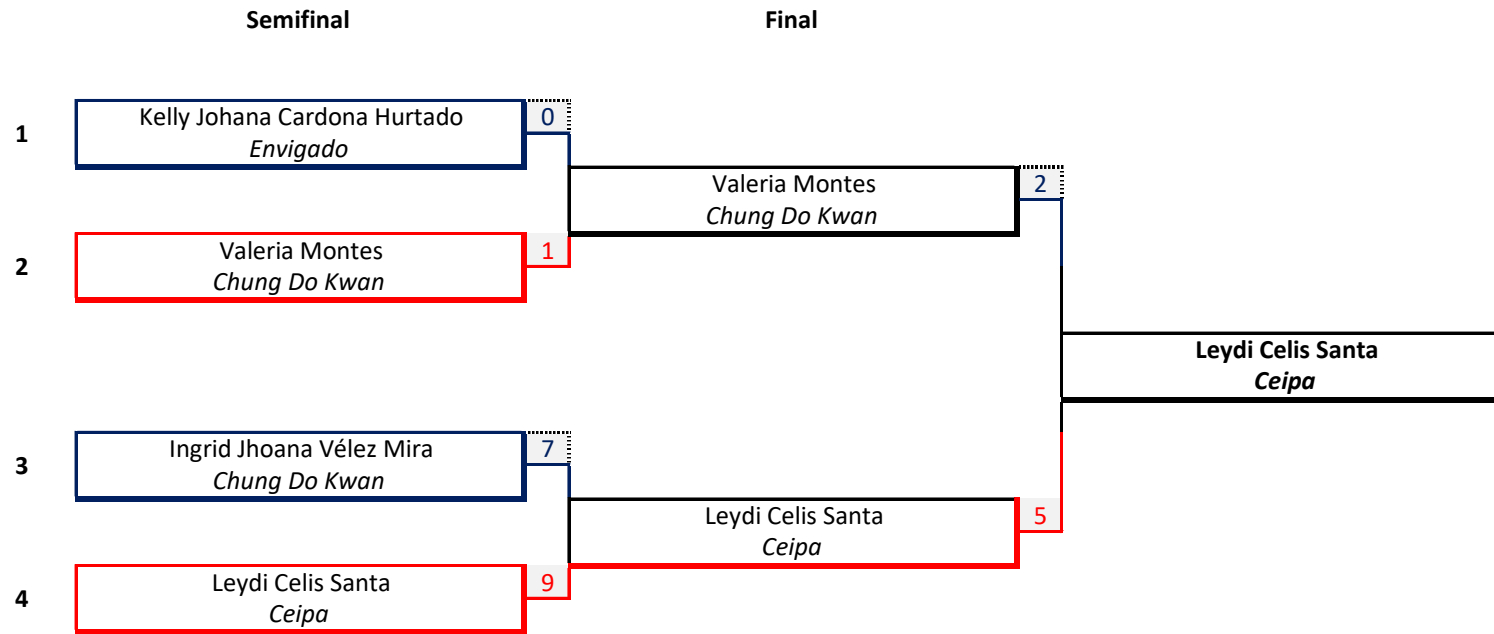 Semifinal
Final
1
Kelly Johana Cardona Hurtado
Envigado
0
Valeria Montes
Chung Do Kwan
2
2
Valeria Montes
Chung Do Kwan
1
Leydi Celis Santa
Ceipa
3
Ingrid Jhoana Vélez Mira
Chung Do Kwan
7
Leydi Celis Santa
Ceipa
5
4
Leydi Celis Santa
Ceipa
9